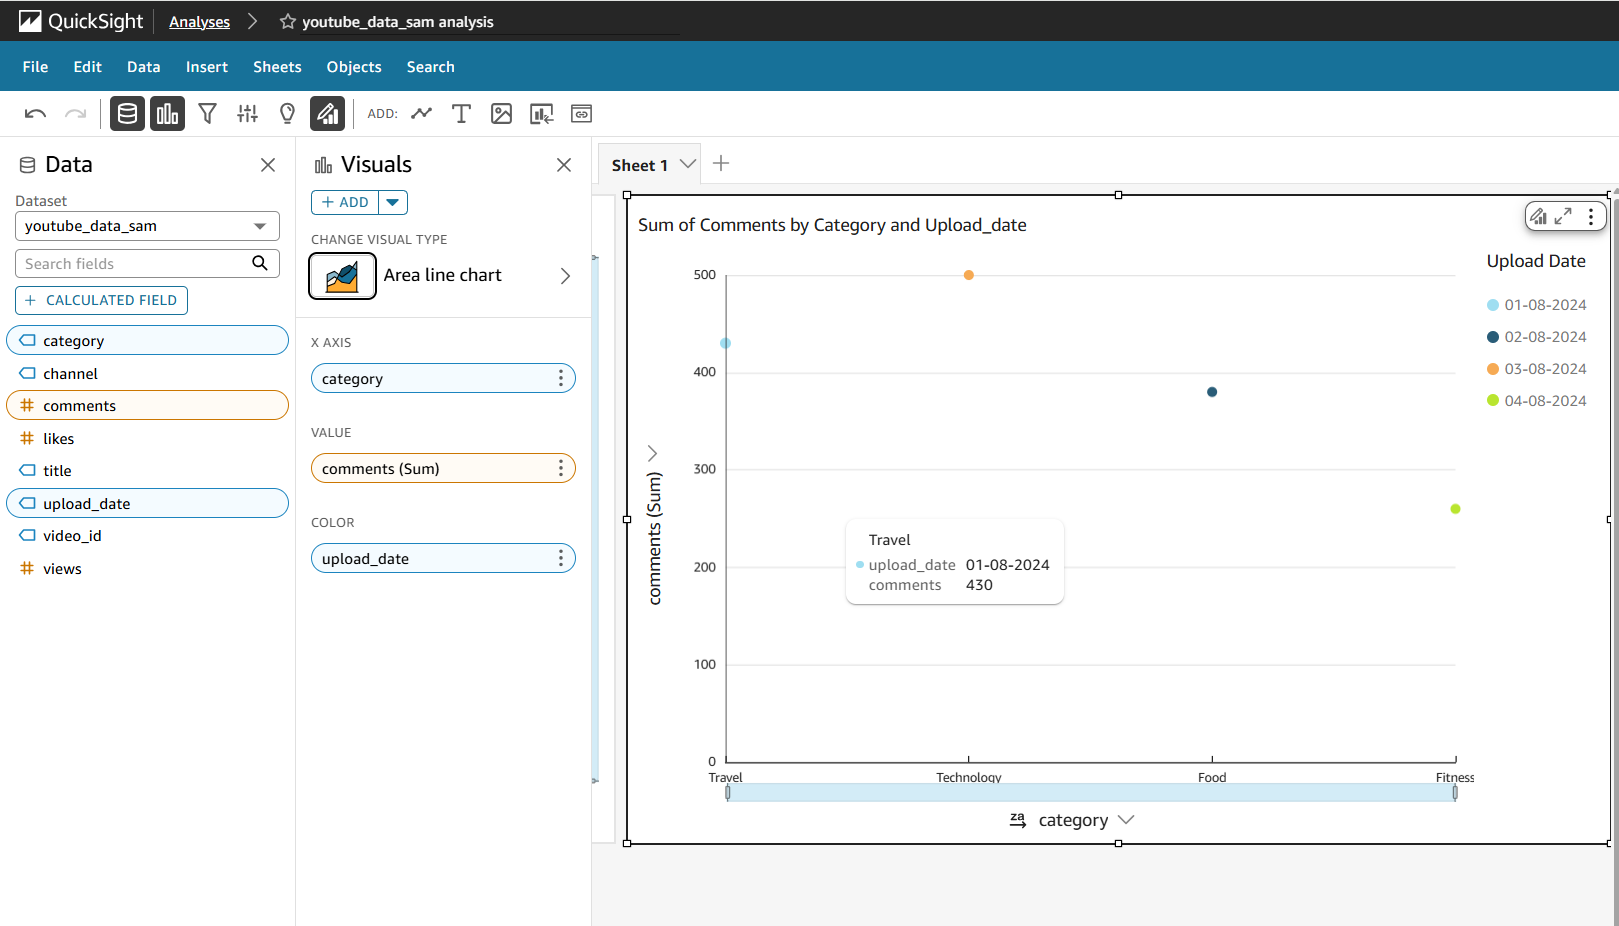 QuickSight
Analyses
youtube_data_sam analysis
File Edit Data Insert Sheets Objects Search
ADD:
Data
Dataset
youtube_data_sam
Search fields
+ CALCULATED FIELD
category
channel
# comments
# likes
title
upload_date
video_id
# views
Visuals
+ ADD
CHANGE VISUAL TYPE
Area line chart
X AXIS
category
VALUE
comments (Sum)
COLOR
upload_date
Sheet 1
Sum of Comments by Category and Upload_date
500
400
300
200
100
0
comments (Sum)
Travel
upload_date 01-08-2024
comments 430
Travel Technology Food Fitness
za category
Upload Date
01-08-2024
02-08-2024
03-08-2024
04-08-2024